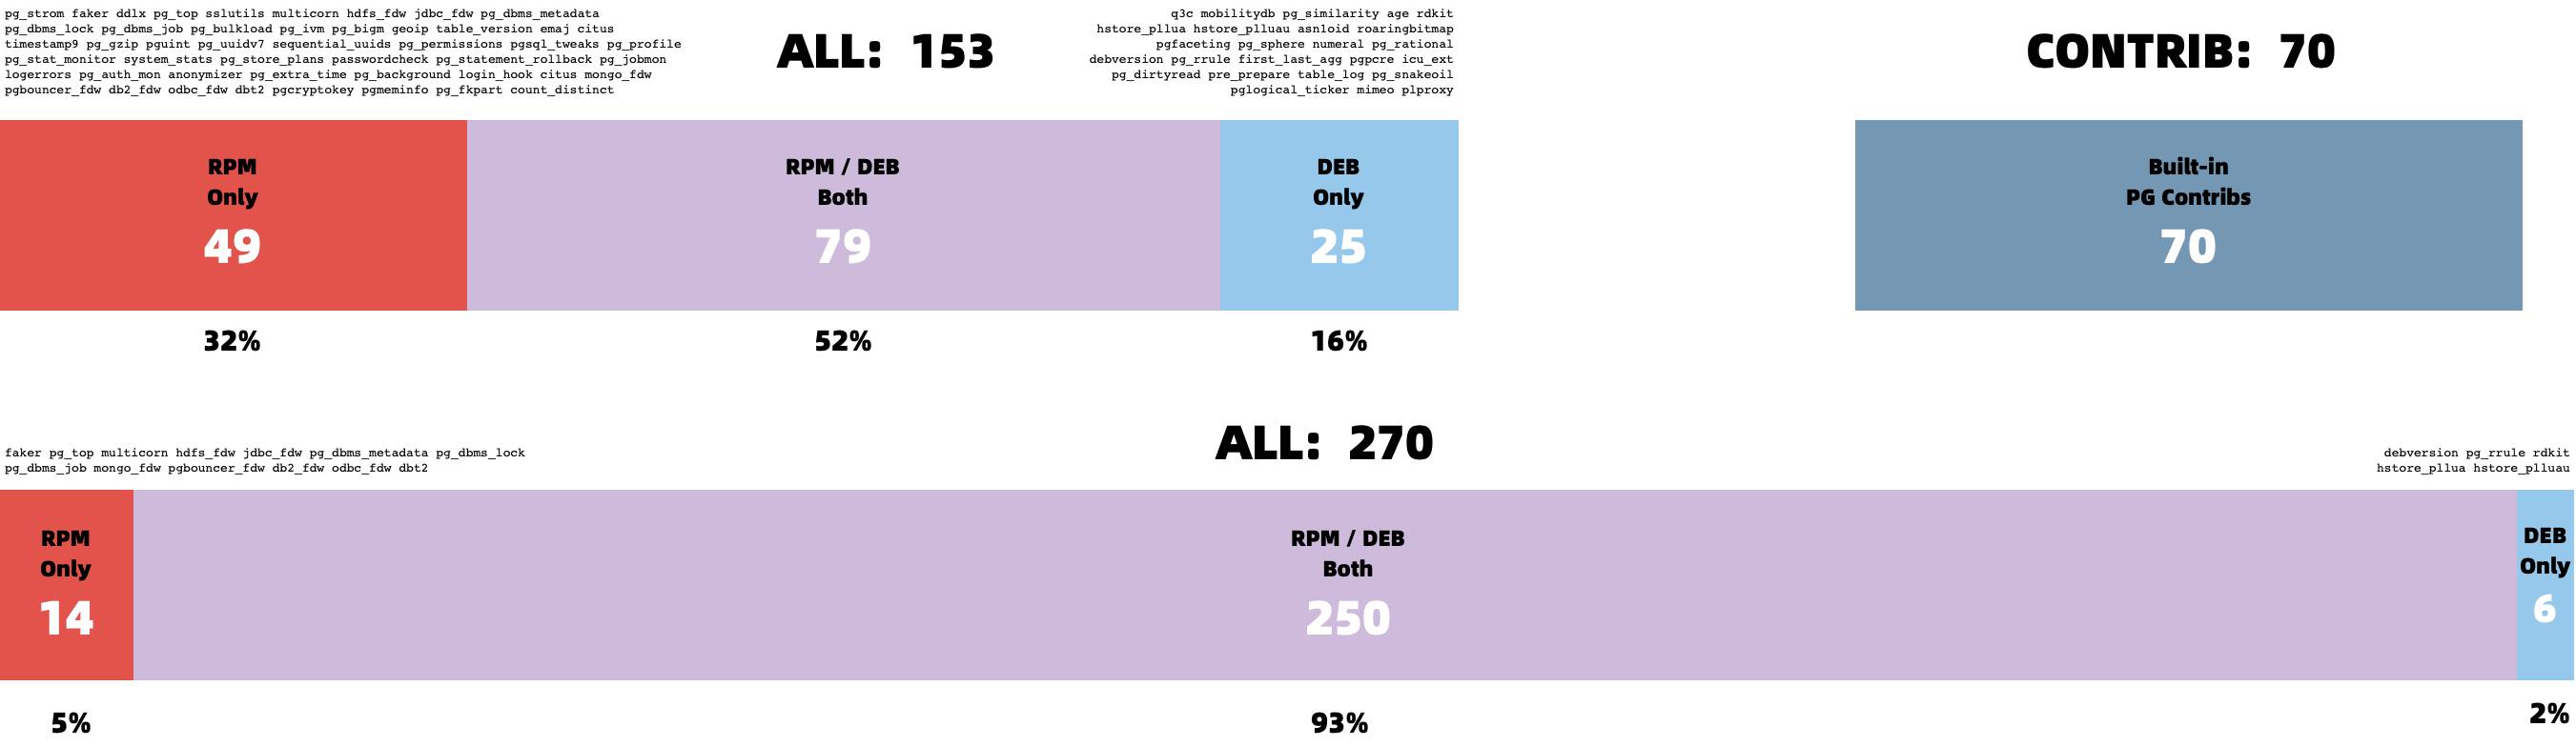 pg_strom faker ddlx pg_top sslutils multicorn hdfs_fdw jdbc_fdw pg_dbms_metadata
pg_dbms_lock pg_dbms_job pg_bulkload pg_ivm pg_bigm geoip table_version emaj citus
timestamp9 pg_gzip pguint pg_uuidv7 sequential_uuids pg_permissions pgsql_tweaks pg_profile
pg_stat_monitor system_stats pg_store_plans passwordcheck pg_statement_rollback pg_jobmon
logerrors pg_auth_mon anonymizer pg_extra_time pg_background login_hook citus mongo_fdw
pgbouncer_fdw db2_fdw odbc_fdw dbt2 pgcryptokey pgmeminfo pg_fkpart count_distinct
ALL: 153
q3c mobilitydb pg_similarity age rdkit
hstore_pllua hstore_plluau asn1oid roaringbitmap
pgfaceting pg_sphere numeral pg_rational
debversion pg_rrule first_last_agg pgpcre icu_ext
pg_dirtyread pre_prepare table_log pg_snakeoil
pglogical_ticker mimeo plproxy
CONTRIB: 70
RPM
Only
49
RPM / DEB
Both
79
DEB
Only
25
Built-in
PG Contribs
70
32%
52%
16%
ALL: 270
faker pg_top multicorn hdfs_fdw jdbc_fdw pg_dbms_metadata pg_dbms_lock
pg_dbms_job mongo_fdw pgbouncer_fdw db2_fdw odbc_fdw dbt2
debversion pg_rrule rdkit
hstore_pllua hstore_plluau
RPM
Only
14
RPM / DEB
Both
250
DEB
Only
6
5%
93%
2%